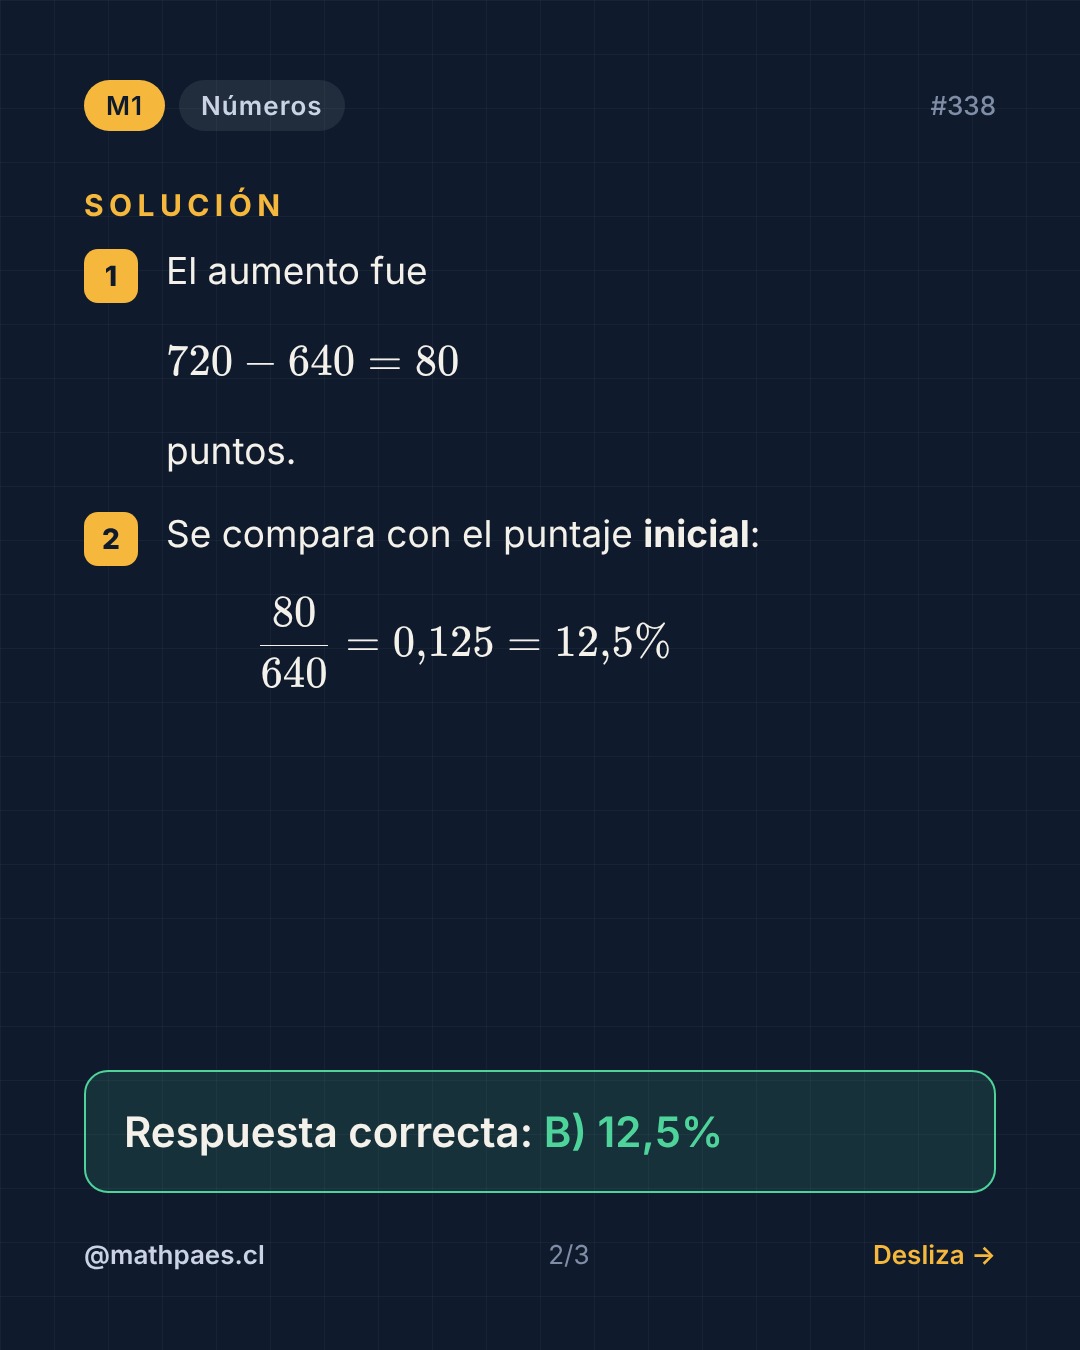 M1 Números #338
SOLUCIÓN
1 El aumento fue
720 − 640 = 80
puntos.
2 Se compara con el puntaje inicial:
80/640 = 0,125 = 12,5%
Respuesta correcta: B) 12,5%
@mathpaes.cl 2/3 Desliza →